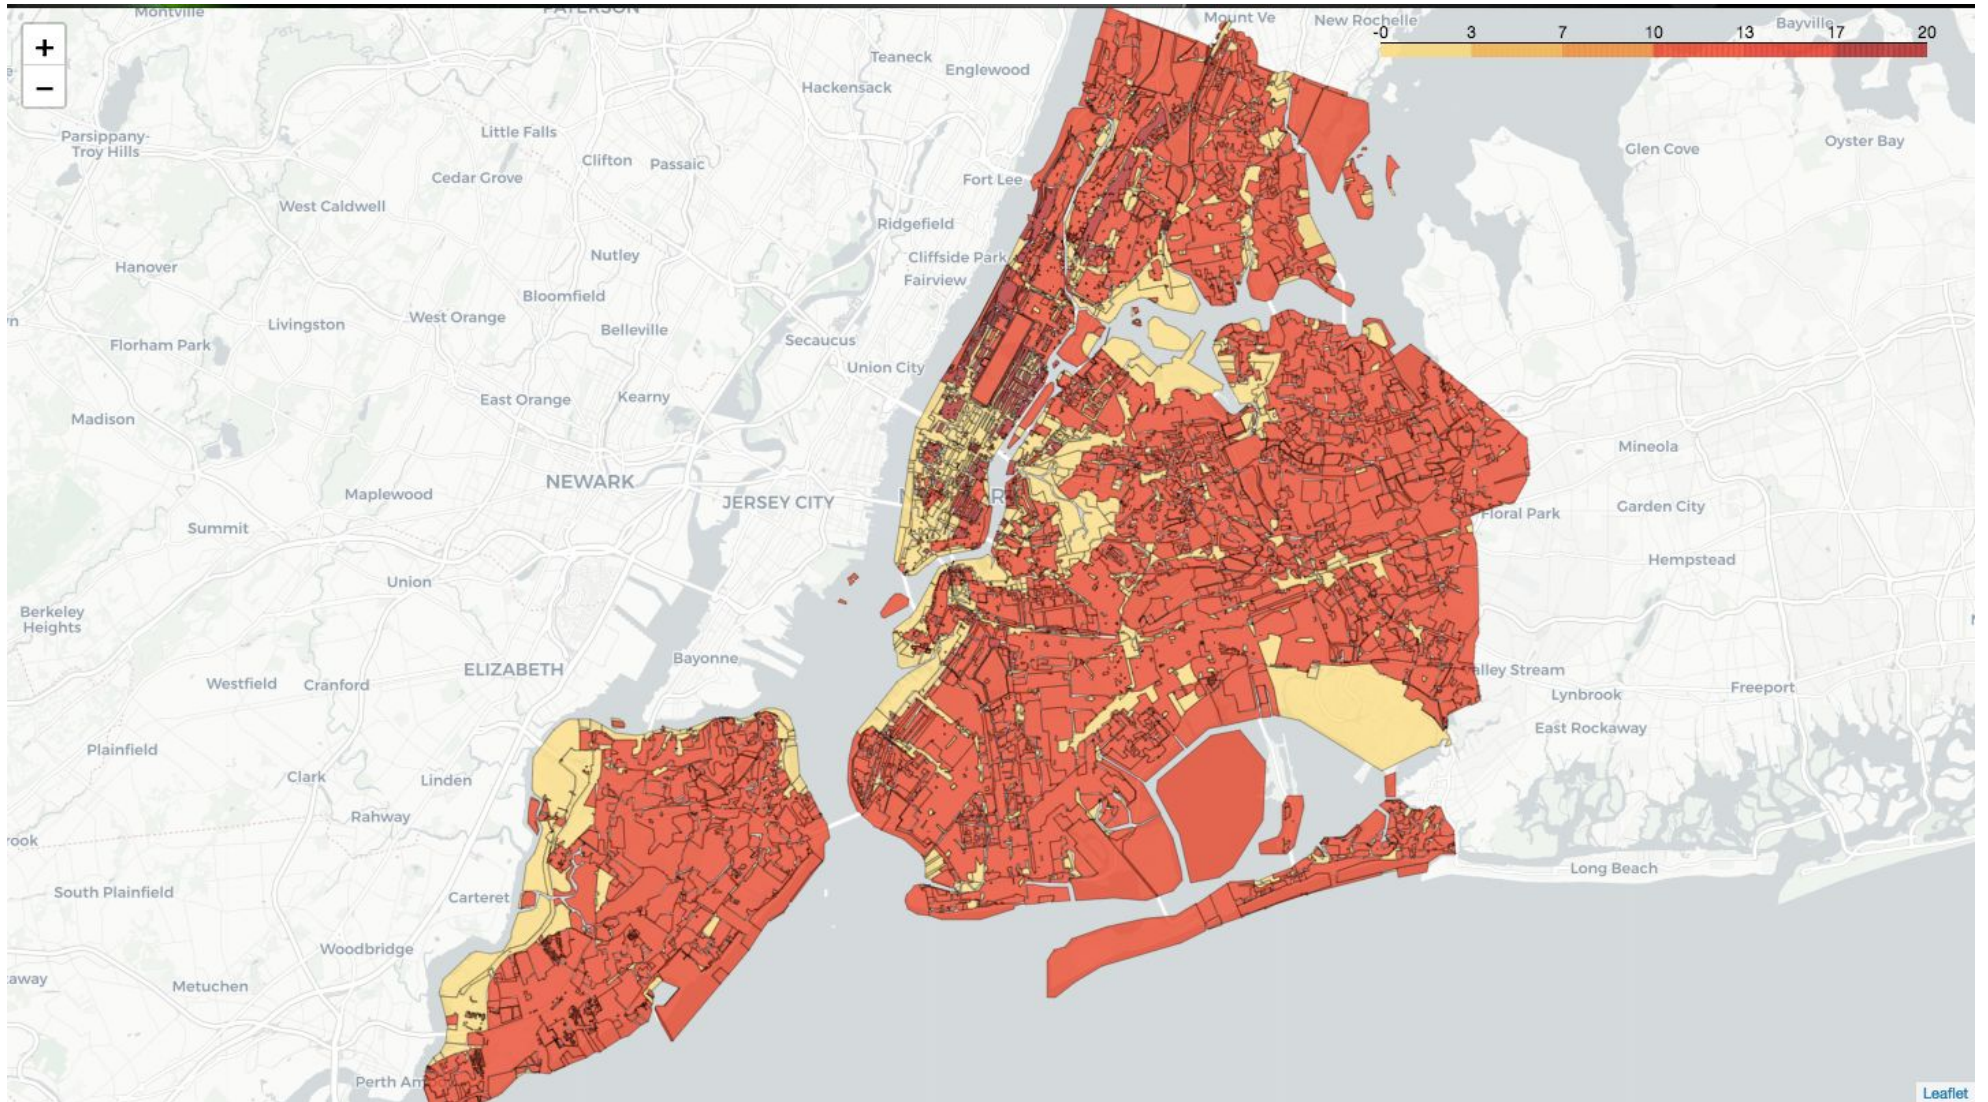 Montville
PATERSON
Mount Ve
New Rochelle
Bayville
+
−
-0 3 7 10 13 17 20
Teaneck
Englewood
Hackensack
Parsippany-
Troy Hills
Little Falls
Clifton
Passaic
Glen Cove
Oyster Bay
Cedar Grove
Fort Lee
West Caldwell
Ridgefield
Nutley
Cliffside Park
Hanover
Fairview
Bloomfield
West Orange
Livingston
Belleville
Secaucus
Florham Park
Union City
East Orange
Kearny
Madison
Mineola
NEWARK
Maplewood
JERSEY CITY
Garden City
Floral Park
Summit
Hempstead
Union
Berkeley
Heights
Bayonne
ELIZABETH
alley Stream
Westfield
Cranford
Lynbrook
Freeport
East Rockaway
Plainfield
Clark
Linden
Rahway
rook
Long Beach
South Plainfield
Carteret
Woodbridge
caway
Metuchen
Perth Am
Leaflet